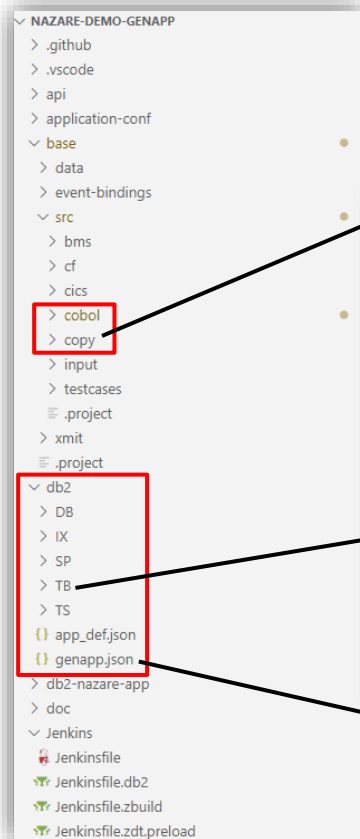 NAZARE-DEMO-GENAPP
.github
.vscode
api
application-conf
base
data
event-bindings
src
bms
cf
cics
cobol
copy
input
testcases
.project
xmit
.project
db2
DB
IX
SP
TB
TS
{} app_def.json
{} genapp.json
db2-nazare-app
doc
Jenkins
Jenkinsfile
Jenkinsfile.db2
Jenkinsfile.zbuild
Jenkinsfile.zdt.preload